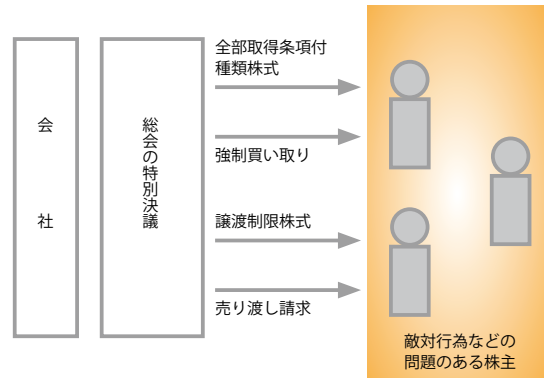 会社
総会の特別決議
全部取得条項付
種類株式
強制買い取り
譲渡制限株式
売り渡し請求
敵対行為などの
問題のある株主